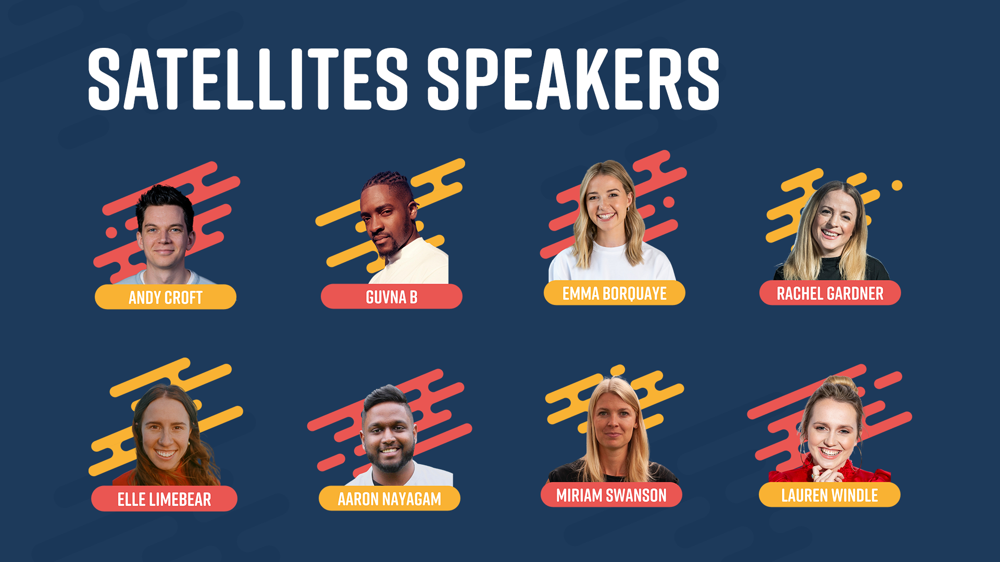 SATELLITES SPEAKERS
ANDY CROFT
GUVNA B
EMMA BORQUAYE
RACHEL GARDNER
ELLE LIMEBEAR
AARON NAYAGAM
MIRIAM SWANSON
LAUREN WINDLE